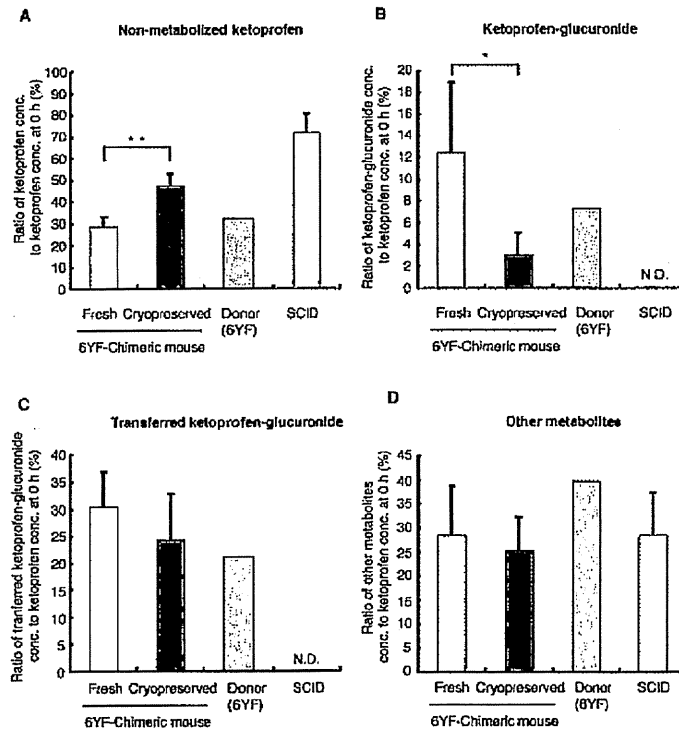 A
Non-metabolized ketoprofen
Ratio of ketoprofen conc.
to ketoprofen conc. at 0 h (%)
100
90
80
70
60
50
40
30
20
10
0
* *
Fresh Cryopreserved Donor (6YF) SCID
6YF-Chimeric mouse
B
Ketoprofen-glucuronide
Ratio of ketoprofen-glucuronide
conc. to ketoprofen conc. at 0 h (%)
20
18
16
14
12
10
8
6
4
2
0
*
N.D.
Fresh Cryopreserved Donor (6YF) SCID
6YF-Chimeric mouse
C
Transferred ketoprofen-glucuronide
Ratio of tranferred ketoprofen-glucuronide
conc. to ketoprofen conc. at 0 h (%)
40
35
30
25
20
15
10
5
0
N.D.
Fresh Cryopreserved Donor (6YF) SCID
6YF-Chimeric mouse
D
Other metabolites
Ratio of other metabolites
conc. to ketoprofen conc. at 0 h (%)
45
40
35
30
25
20
15
10
5
0
Fresh Cryopreserved Donor (6YF) SCID
6YF-Chimeric mouse